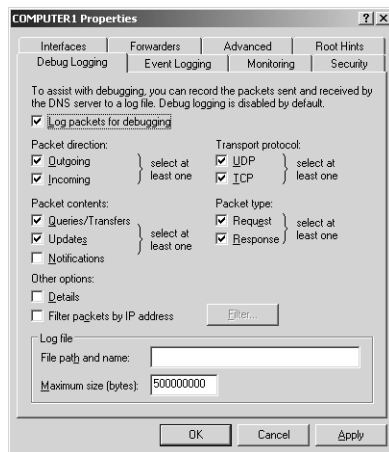 COMPUTER1 Properties
Interfaces Forwarders Advanced Root Hints
Debug Logging Event Logging Monitoring Security
To assist with debugging, you can record the packets sent and received by
the DNS server to a log file. Debug logging is disabled by default.
Log packets for debugging
Packet direction:
Outgoing
Incoming
select at
least one
Transport protocol:
UDP
TCP
select at
least one
Packet contents:
Queries/Transfers
Updates
Notifications
select at
least one
Packet type:
Request
Response
select at
least one
Other options:
Details
Filter packets by IP address Filter...
Log file
File path and name:
Maximum size (bytes): 500000000
OK Cancel Apply